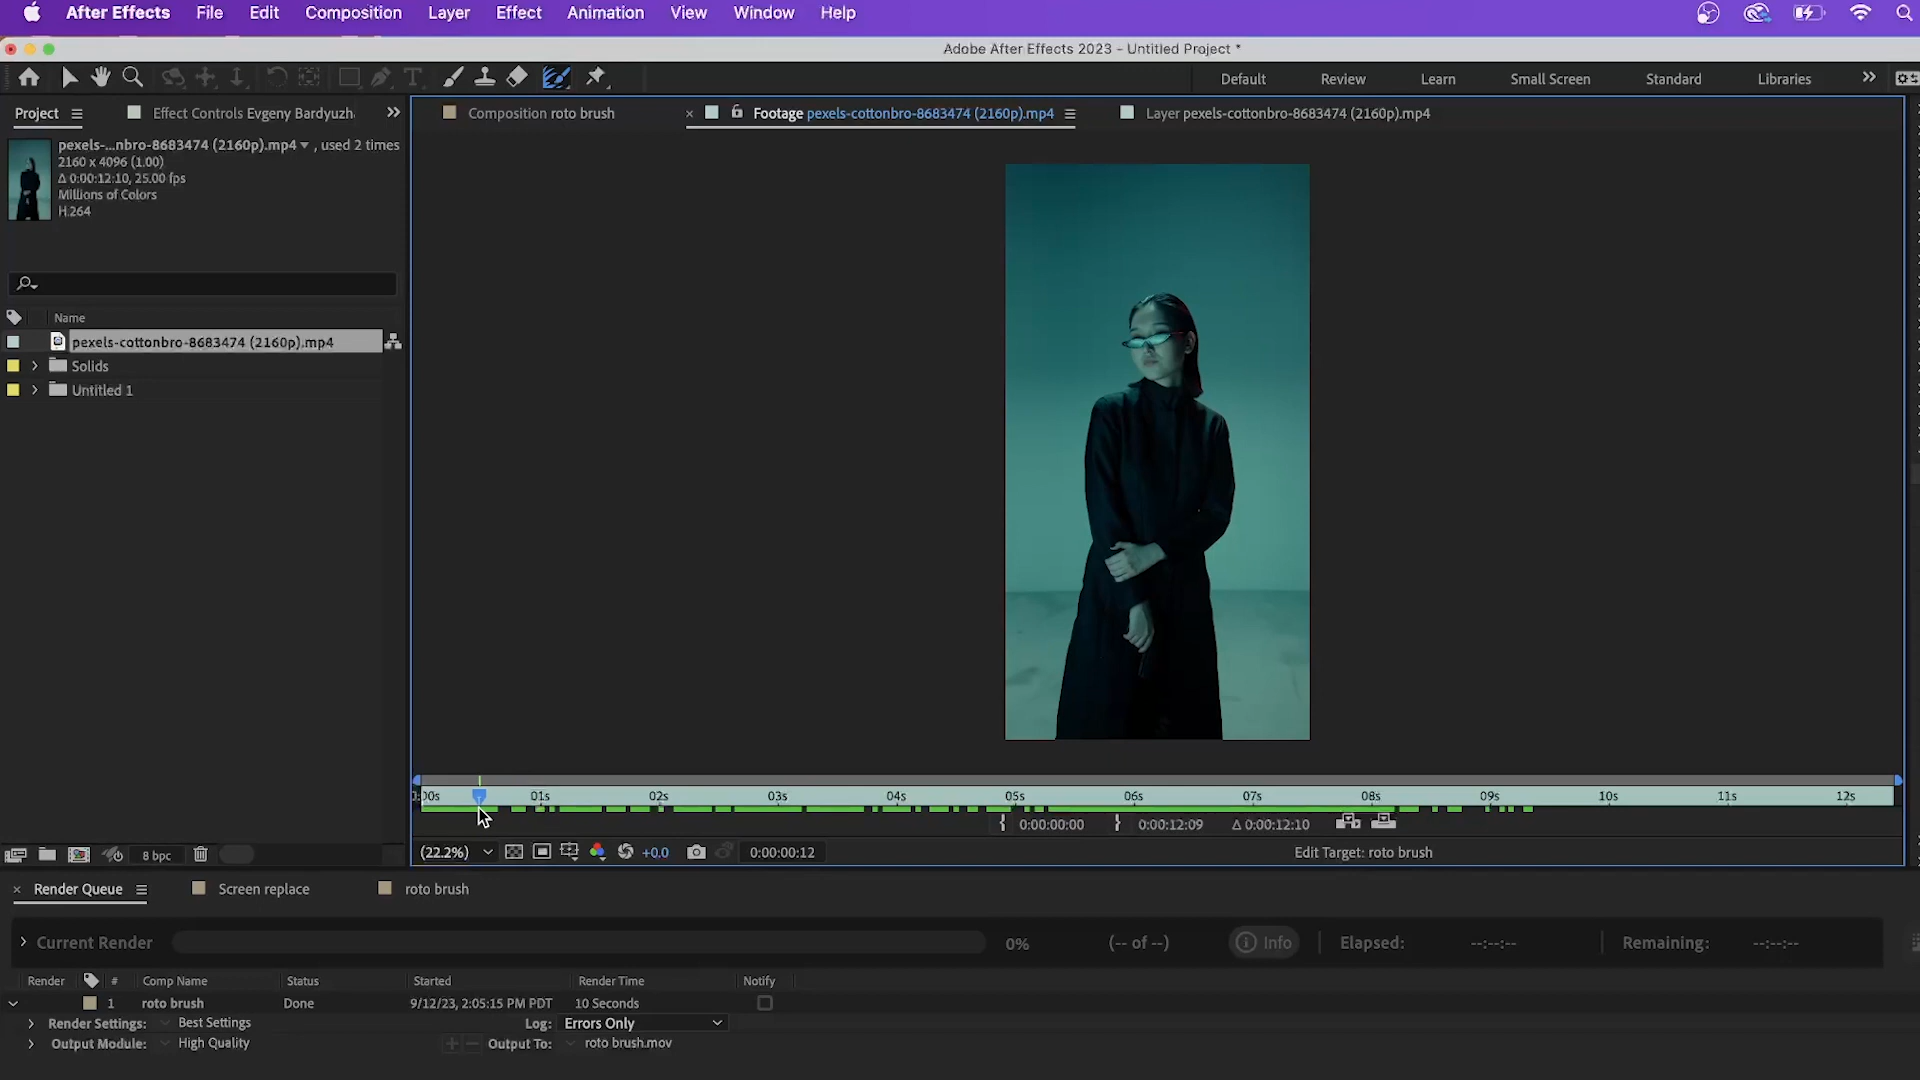 After Effects File Edit Composition Layer Effect Animation View Window Help
Adobe After Effects 2023 - Untitled Project *
Default Review Learn Small Screen Standard Libraries
Project Effect Controls Evgeny Bardyuzh
Composition roto brush
Footage pexels-cottonbro-8683474 (2160p).mp4
Layer pexels-cottonbro-8683474 (2160p).mp4
pexels-...nbro-8683474 (2160p).mp4 , used 2 times
2160 x 4096 (1.00)
Δ 0:00:12:10, 25.00 fps
Millions of Colors
H.264
Name
pexels-cottonbro-8683474 (2160p).mp4
Solids
Untitled 1
00s 01s 02s 03s 04s 05s 06s 07s 08s 09s 10s 11s 12s
0:00:00:00 0:00:12:09 Δ 0:00:12:10
8 bpc
(22.2%) +0.0 0:00:00:12 Edit Target: roto brush
Render Queue Screen replace roto brush
Current Render 0% (-- of --) Info Elapsed: --:--:-- Remaining: --:--:--
Render # Comp Name Status Started Render Time Notify
1 roto brush Done 9/12/23, 2:05:15 PM PDT 10 Seconds
Render Settings: Best Settings Log: Errors Only
Output Module: High Quality + − Output To: roto brush.mov